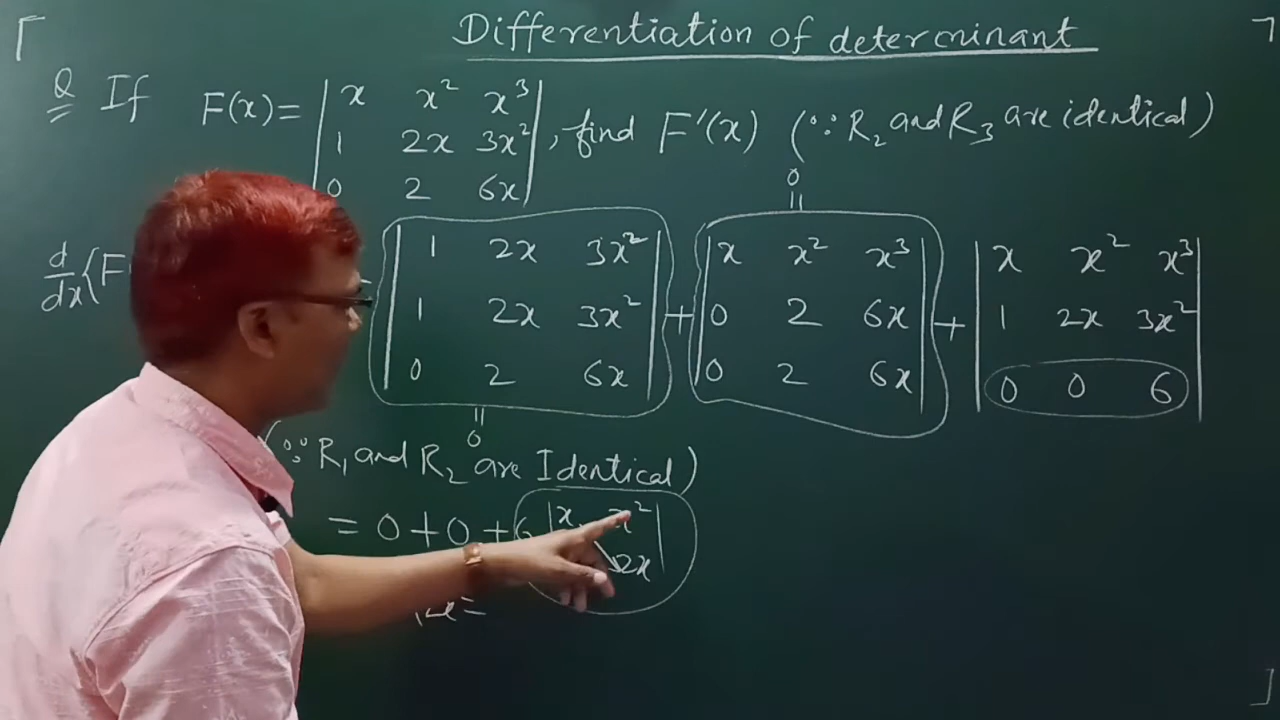 Differentiation of determinant
Q If F(x) = | x x² x³ | , find F'(x) (∵ R₂ and R₃ are identical)
| 1 2x 3x² |
| 0 2 6x |
0
||
d/dx (F | 1 2x 3x² | + | x x² x³ | + | x x² x³ |
| 1 2x 3x² | | 0 2 6x | | 1 2x 3x² |
| 0 2 6x | | 0 2 6x | | 0 0 6 |
||
0
(∵ R₁ and R₂ are Identical)
= 0 + 0 + 6 | x x² |
2x |
=